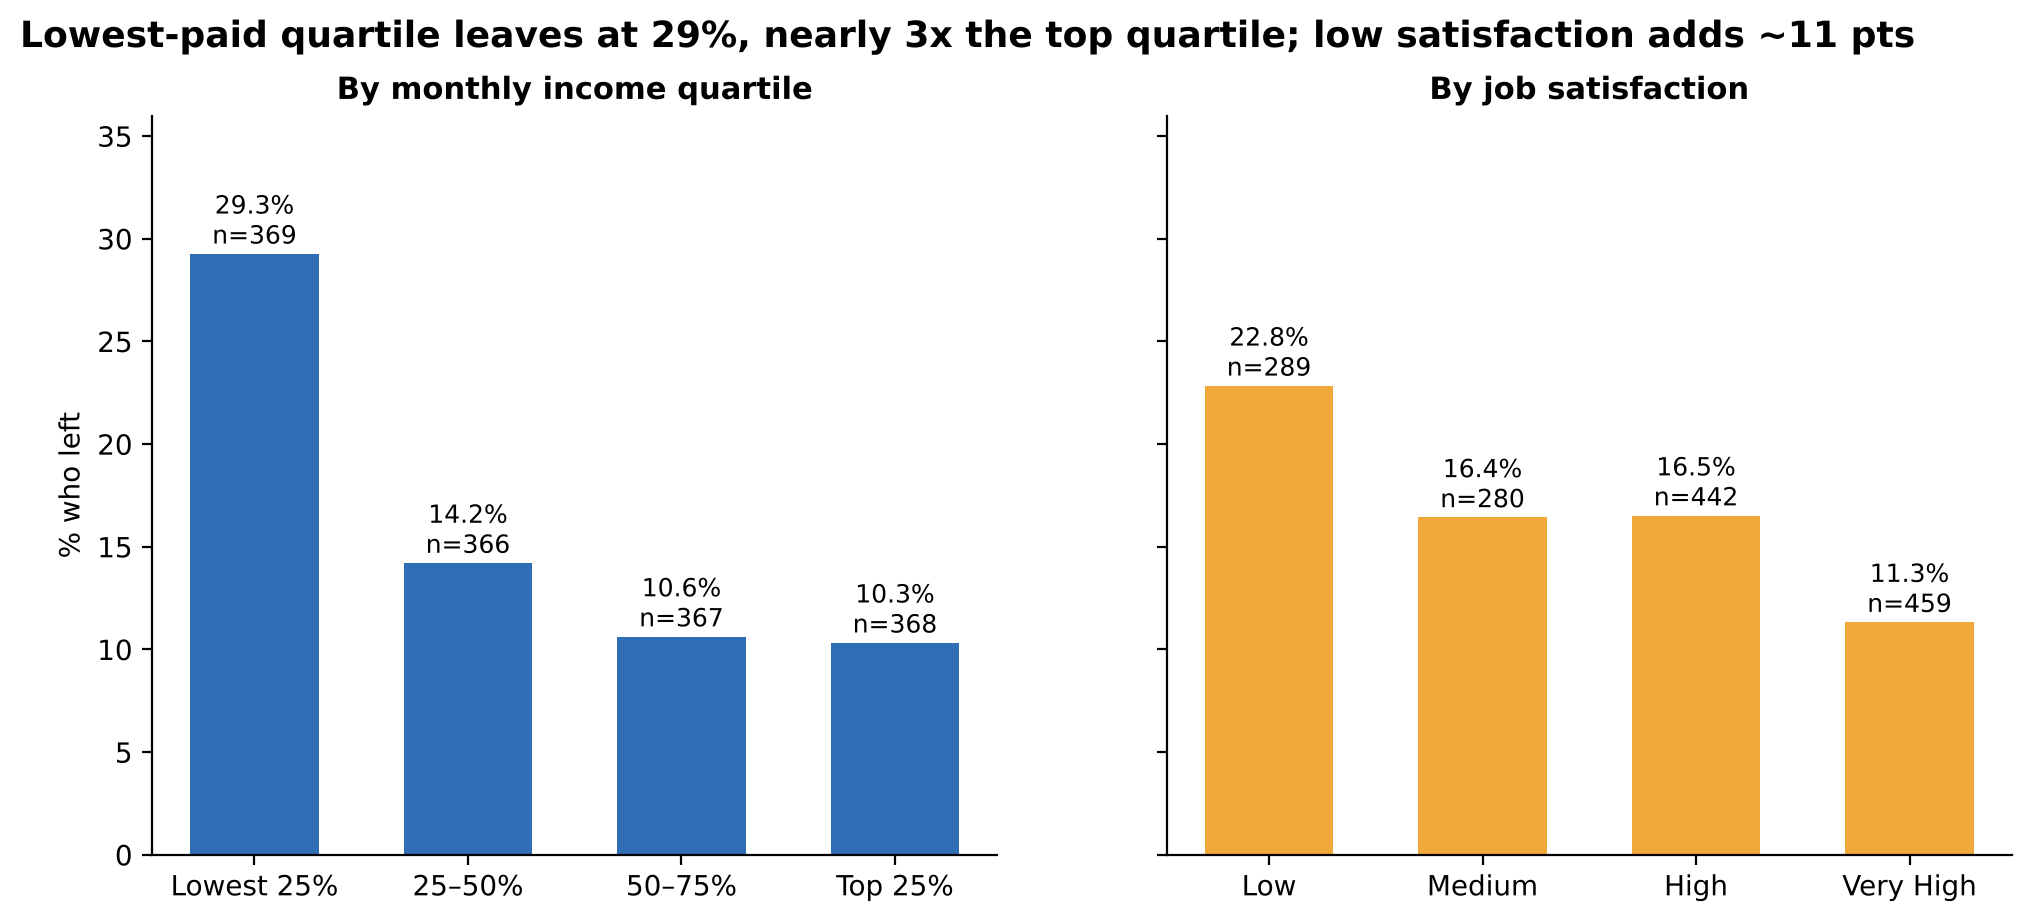 Lowest-paid quartile leaves at 29%, nearly 3x the top quartile; low satisfaction adds ~11 pts
By monthly income quartile
% who left
35
30
25
20
15
10
5
0
29.3%
n=369
14.2%
n=366
10.6%
n=367
10.3%
n=368
Lowest 25%
25–50%
50–75%
Top 25%
By job satisfaction
22.8%
n=289
16.4%
n=280
16.5%
n=442
11.3%
n=459
Low
Medium
High
Very High